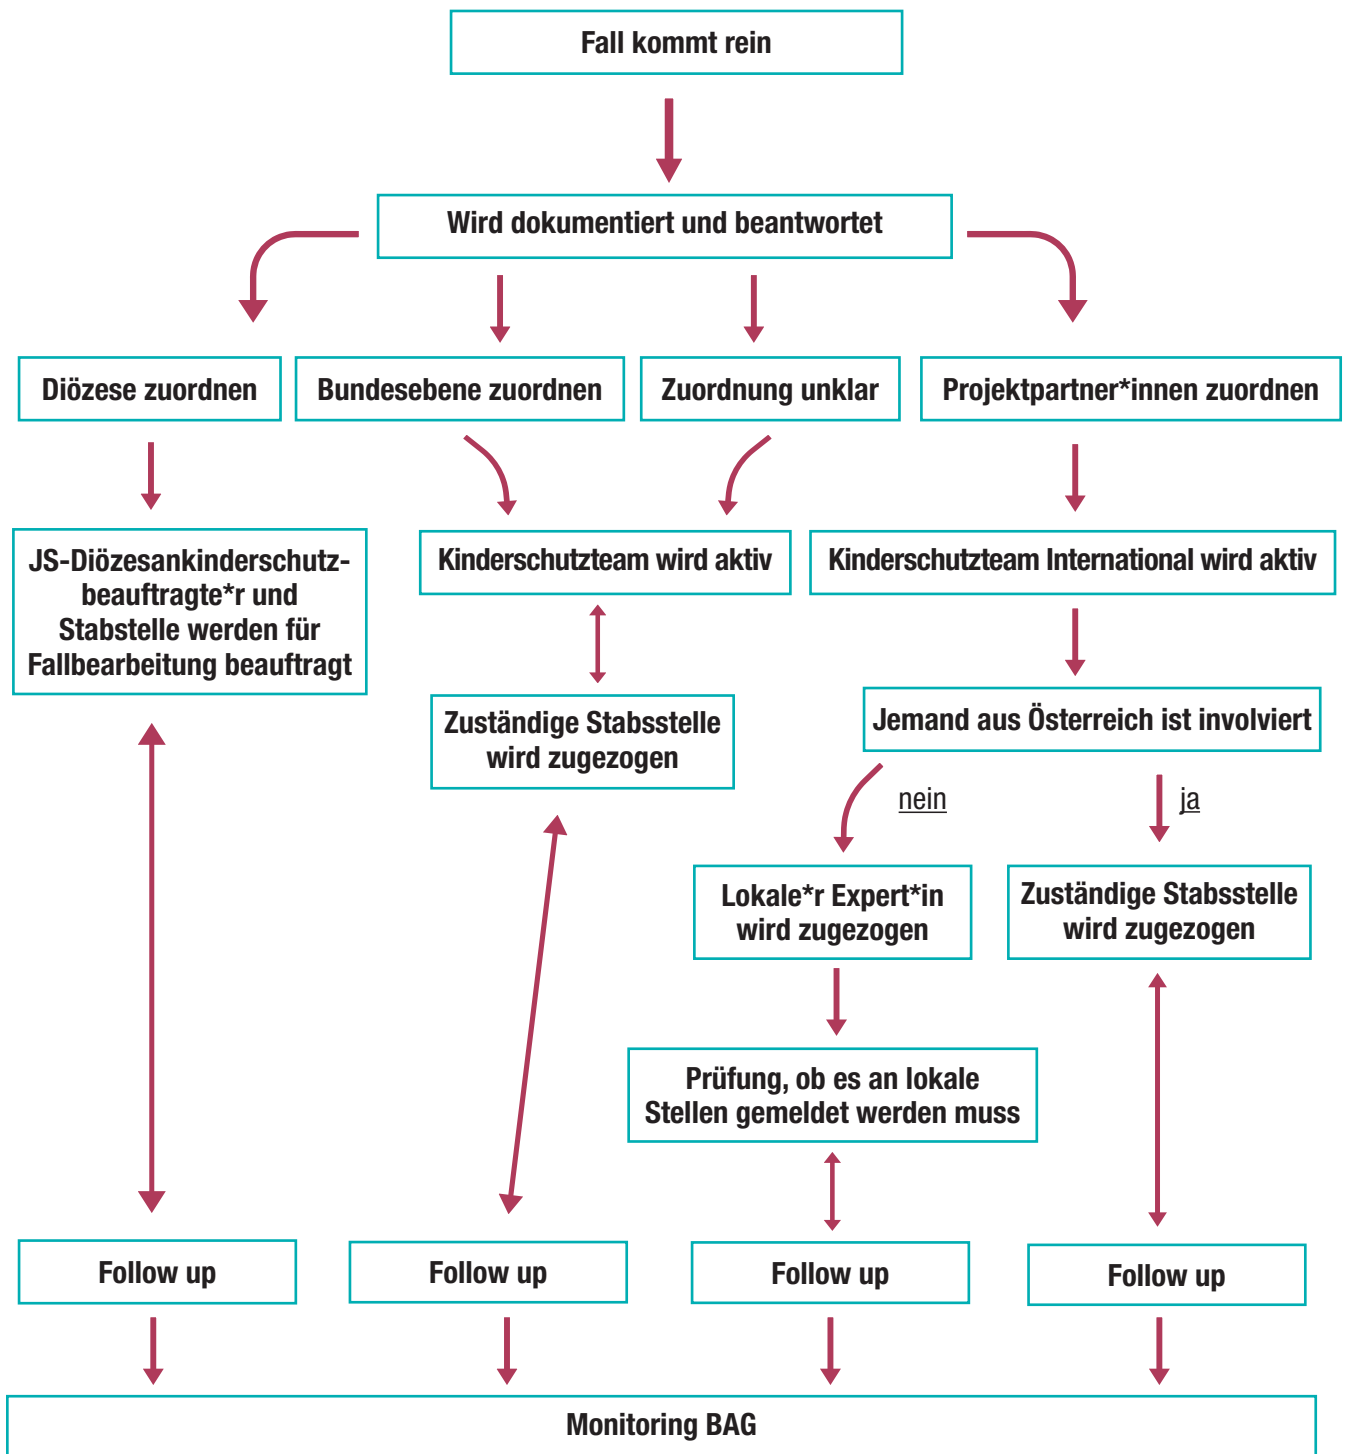 Fall kommt rein
Wird dokumentiert und beantwortet
Diözese zuordnen
Bundesebene zuordnen
Zuordnung unklar
Projektpartner*innen zuordnen
JS-Diözesankinderschutz-
beauftragte*r und
Stabstelle werden für
Fallbearbeitung beauftragt
Kinderschutzteam wird aktiv
Kinderschutzteam International wird aktiv
Zuständige Stabsstelle
wird zugezogen
Jemand aus Österreich ist involviert
nein
ja
Lokale*r Expert*in
wird zugezogen
Zuständige Stabsstelle
wird zugezogen
Prüfung, ob es an lokale
Stellen gemeldet werden muss
Follow up
Follow up
Follow up
Follow up
Monitoring BAG